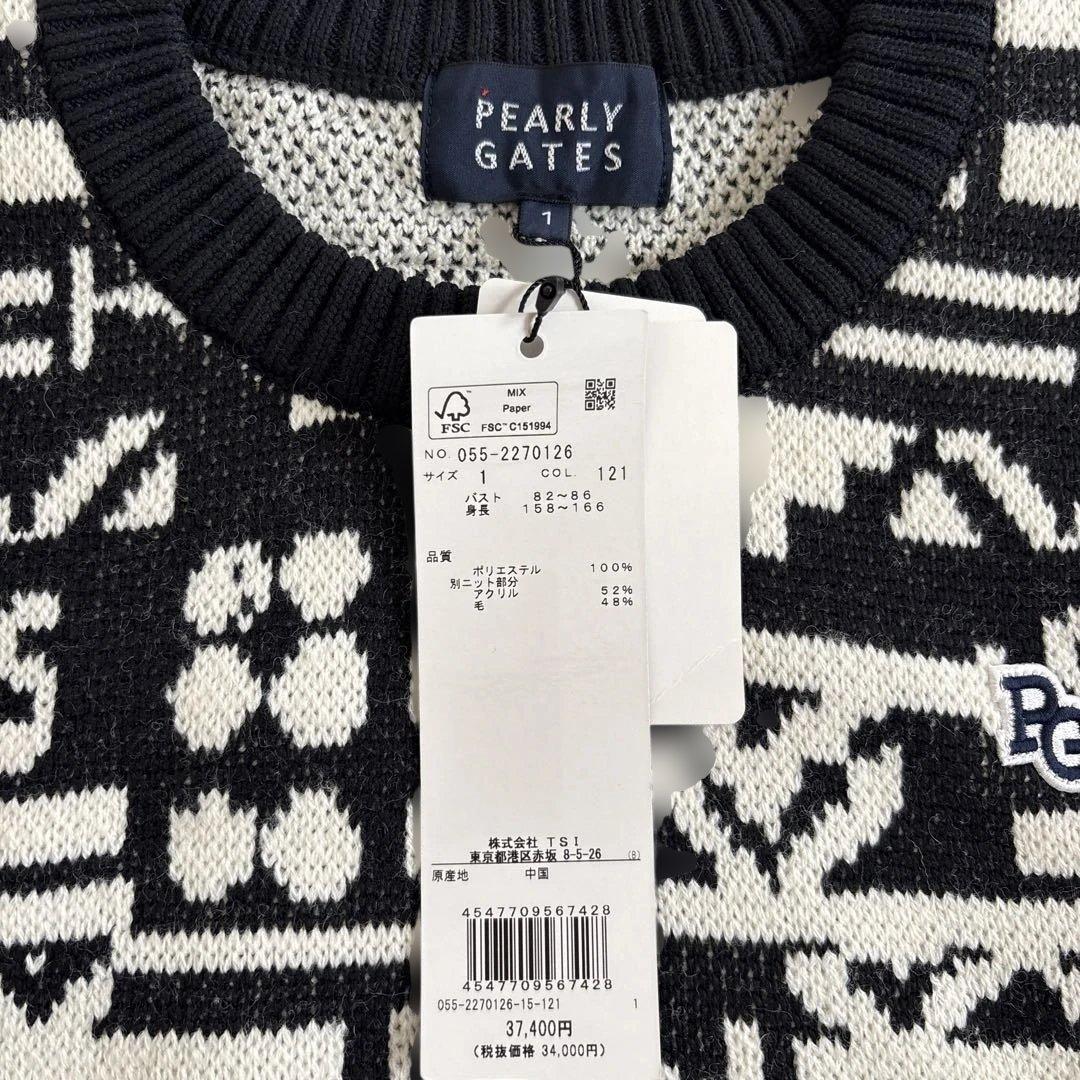 PEARLY
GATES
1
MIX
Paper
FSC™ C151994
FSC
NO. 055-2270126
サイズ 1 COL. 121
バスト 82～86
身長 158～166
品質
ポリエステル 100%
別ニット部分
アクリル 52%
毛 48%
株式会社 TSI
東京都港区赤坂 8-5-26 (B)
原産地 中国
4547709567428
4547709567428
055-2270126-15-121 1
37,400円
(税抜価格 34,000円)
PG